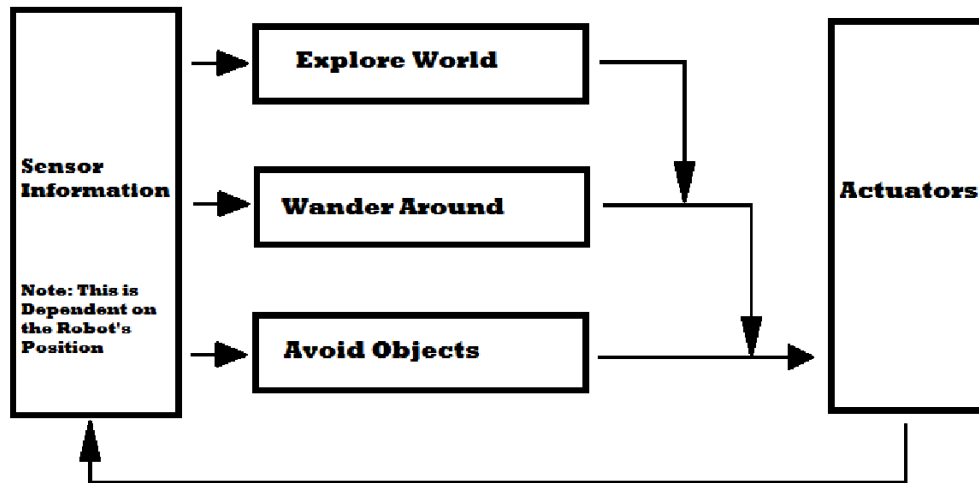 Explore World
Sensor
Information
Wander Around
Actuators
Note: This is
Dependent on
the Robot's
Position
Avoid Objects